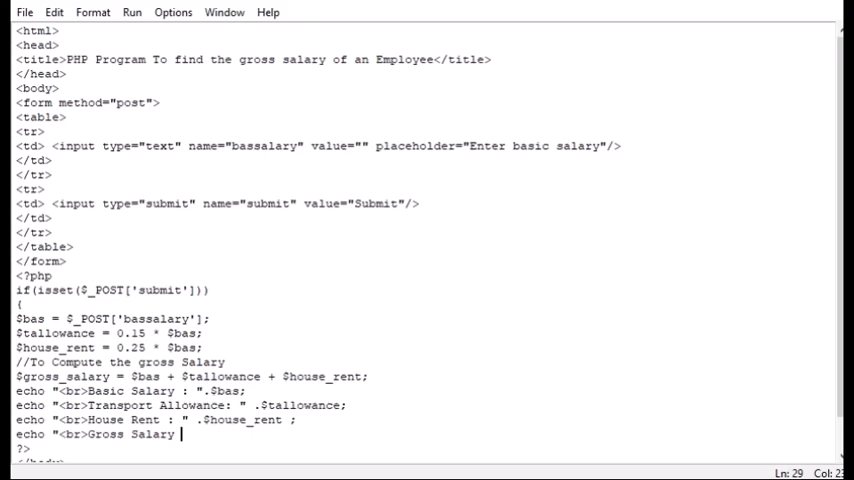 File Edit Format Run Options Window Help
<html>
<head>
<title>PHP Program To find the gross salary of an Employee</title>
</head>
<body>
<form method="post">
<table>
<tr>
<td> <input type="text" name="bassalary" value="" placeholder="Enter basic salary"/>
</td>
</tr>
<tr>
<td> <input type="submit" name="submit" value="Submit"/>
</td>
</tr>
</table>
</form>
<?php
if(isset($_POST['submit']))
{
$bas = $_POST['bassalary'];
$tallowance = 0.15 * $bas;
$house_rent = 0.25 * $bas;
//To Compute the gross Salary
$gross_salary = $bas + $tallowance + $house_rent;
echo "<br>Basic Salary : ".$bas;
echo "<br>Transport Allowance: " .$tallowance;
echo "<br>House Rent : " .$house_rent ;
echo "<br>Gross Salary
?>
</body>
Ln: 29 Col: 23